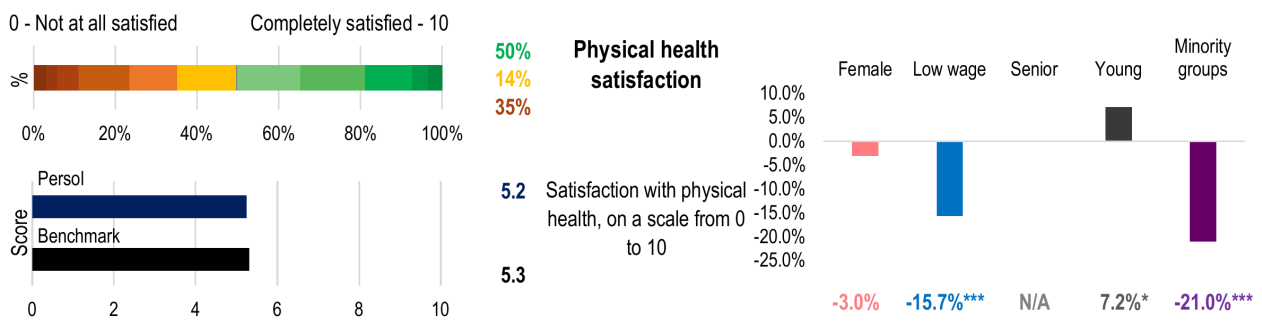 0 - Not at all satisfied
Completely satisfied - 10
%
0%
20%
40%
60%
80%
100%
50%
14%
35%
Physical health
satisfaction
Score
Persol
Benchmark
0
2
4
6
8
10
5.2
5.3
Satisfaction with physical
health, on a scale from 0
to 10
Female
Low wage
Senior
Young
Minority
groups
10.0%
5.0%
0.0%
-5.0%
-10.0%
-15.0%
-20.0%
-25.0%
-3.0%
-15.7%***
N/A
7.2%*
-21.0%***